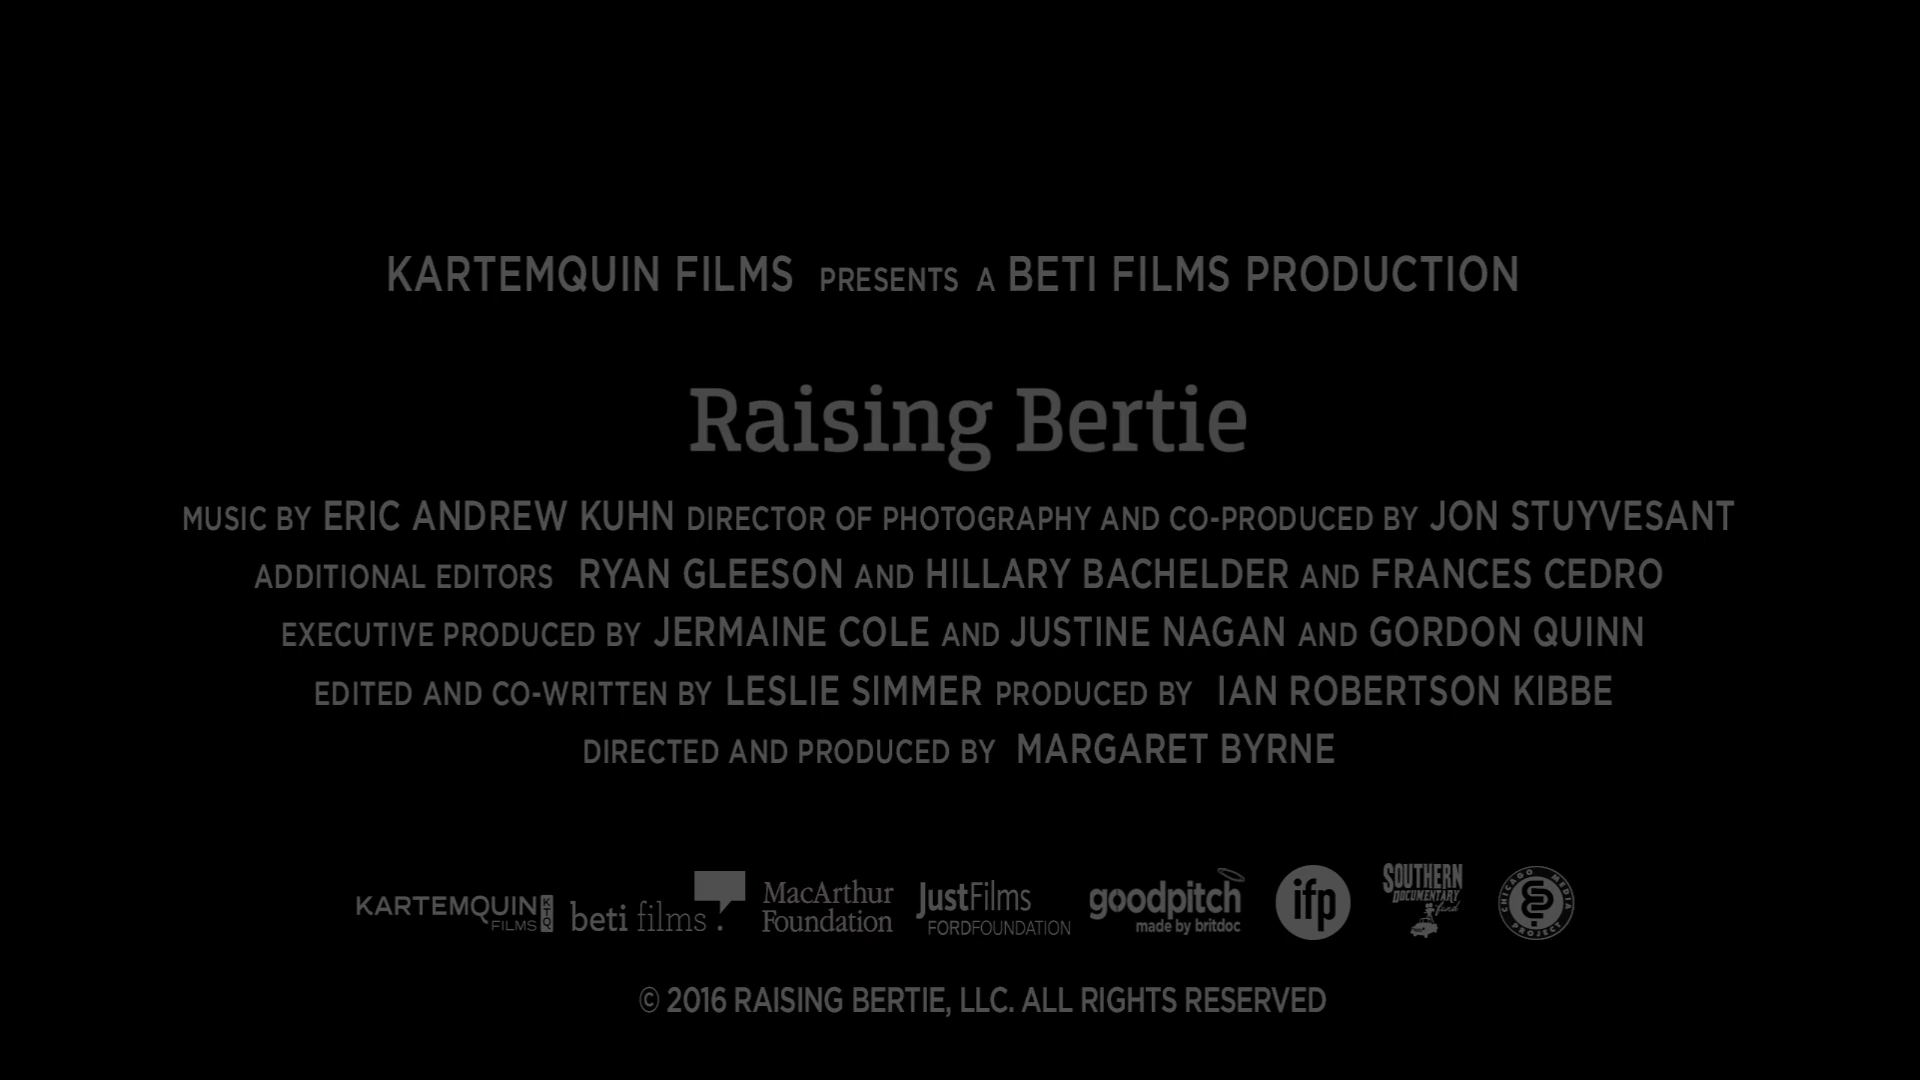 KARTEMQUIN FILMS PRESENTS A BETI FILMS PRODUCTION
Raising Bertie
MUSIC BY ERIC ANDREW KUHN DIRECTOR OF PHOTOGRAPHY AND CO-PRODUCED BY JON STUYVESANT
ADDITIONAL EDITORS RYAN GLEESON AND HILLARY BACHELDER AND FRANCES CEDRO
EXECUTIVE PRODUCED BY JERMAINE COLE AND JUSTINE NAGAN AND GORDON QUINN
EDITED AND CO-WRITTEN BY LESLIE SIMMER PRODUCED BY IAN ROBERTSON KIBBE
DIRECTED AND PRODUCED BY MARGARET BYRNE
KARTEMQUIN
FILMS
KTQ
beti films
MacArthur
Foundation
JustFilms
FORDFOUNDATION
goodpitch
made by britdoc
ifp
SOUTHERN
DOCUMENTARY
fund
CHICAGO MEDIA
PROJECT
© 2016 RAISING BERTIE, LLC. ALL RIGHTS RESERVED